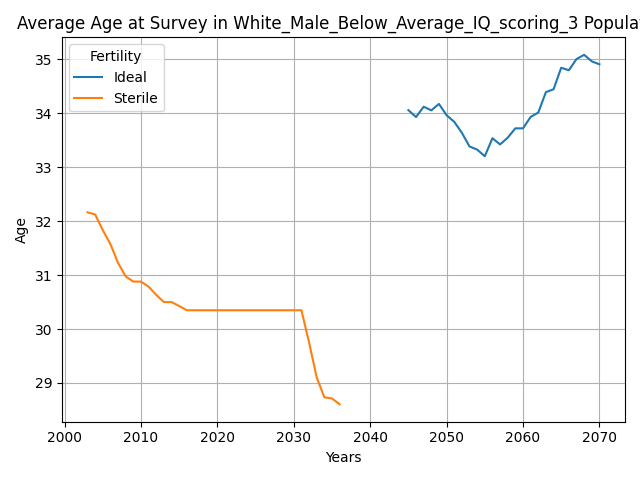 Average Age at Survey in White_Male_Below_Average_IQ_scoring_3 Popula
Fertility
Ideal
Sterile
35
34
33
32
31
30
29
Age
2000 2010 2020 2030 2040 2050 2060 2070
Years